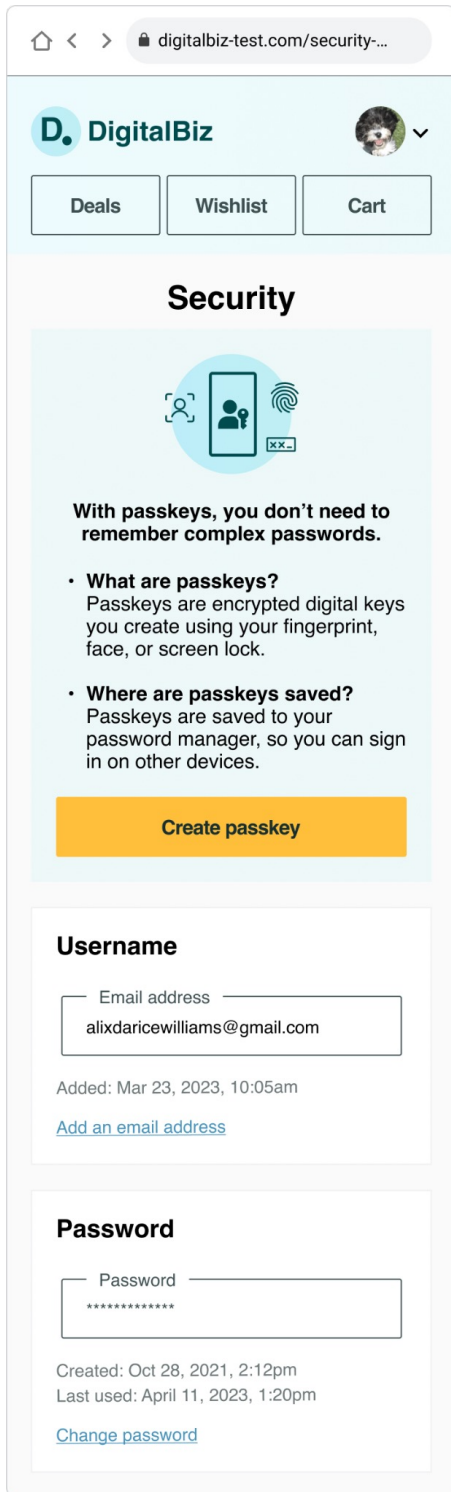 digitalbiz-test.com/security-...
D. DigitalBiz
Deals Wishlist Cart
Security
xx-
With passkeys, you don’t need to
remember complex passwords.
• What are passkeys?
Passkeys are encrypted digital keys
you create using your fingerprint,
face, or screen lock.
• Where are passkeys saved?
Passkeys are saved to your
password manager, so you can sign
in on other devices.
Create passkey
Username
Email address
alixdaricewilliams@gmail.com
Added: Mar 23, 2023, 10:05am
Add an email address
Password
Password
*************
Created: Oct 28, 2021, 2:12pm
Last used: April 11, 2023, 1:20pm
Change password